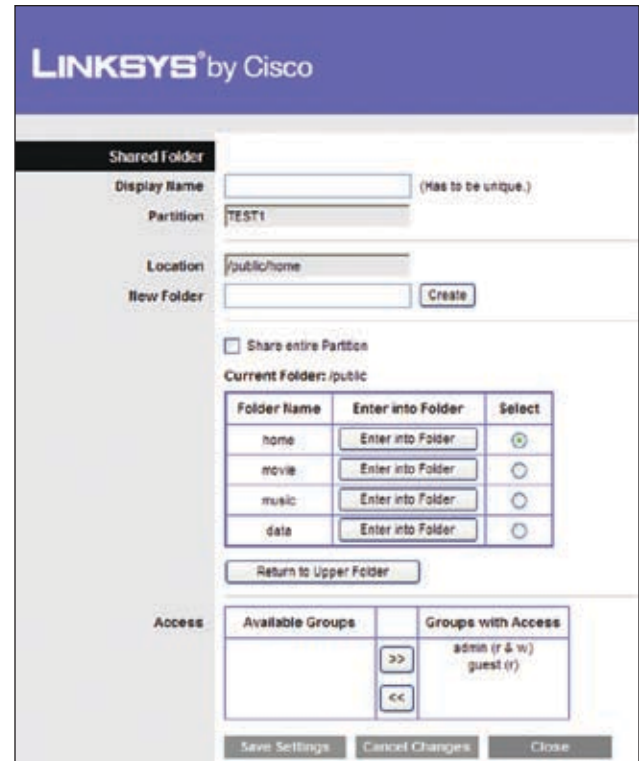 LINKSYS® by Cisco
Shared Folder
Display Name (Has to be unique.)
Partition TEST1
Location /public/home
New Folder Create
Share entire Partition
Current Folder: /public
Folder Name Enter into Folder Select
home Enter into Folder
movie Enter into Folder
music Enter into Folder
data Enter into Folder
Return to Upper Folder
Access Available Groups Groups with Access
>> admin (r & w)
guest (r)
<<
Save Settings Cancel Changes Close